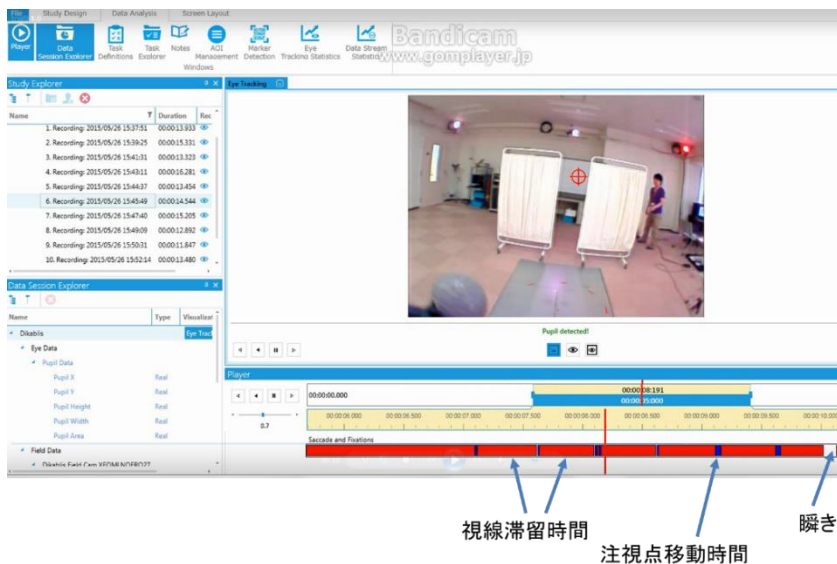 File Study Design Data Analysis Screen Layout
Player
Data Session Explorer
Task Definitions
Task Explorer
Notes
AOI Management
Marker Detection
Eye Tracking Statistics
Data Stream Statistics
Windows
Bandicam
www.gomplayer.jp
Study Explorer
Name Duration Rec
1. Recording: 2015/05/26 15:37:51 00:00:13.933
2. Recording: 2015/05/26 15:39:25 00:00:15.331
3. Recording: 2015/05/26 15:41:31 00:00:13.323
4. Recording: 2015/05/26 15:43:11 00:00:16.281
5. Recording: 2015/05/26 15:44:37 00:00:13.454
6. Recording: 2015/05/26 15:45:49 00:00:14.544
7. Recording: 2015/05/26 15:47:40 00:00:15.205
8. Recording: 2015/05/26 15:49:09 00:00:12.892
9. Recording: 2015/05/26 15:50:31 00:00:11.847
10. Recording: 2015/05/26 15:52:14 00:00:13.480
Eye Tracking
Pupil detected!
Data Session Explorer
Name Type Visualizat
Dikablis Eye Track
Eye Data
Pupil Data
Pupil X Real
Pupil Y Real
Pupil Height Real
Pupil Width Real
Pupil Area Real
Field Data
Player
00:00:00.000
00:00:08:191
00:00:05:000
0.7
00:00:06.000 00:00:06.500 00:00:07.000 00:00:07.500 00:00:08.000 00:00:08.500 00:00:09.000 00:00:09.500 00:00:10.000
Saccade and Fixations
視線滞留時間
注視点移動時間
瞬き